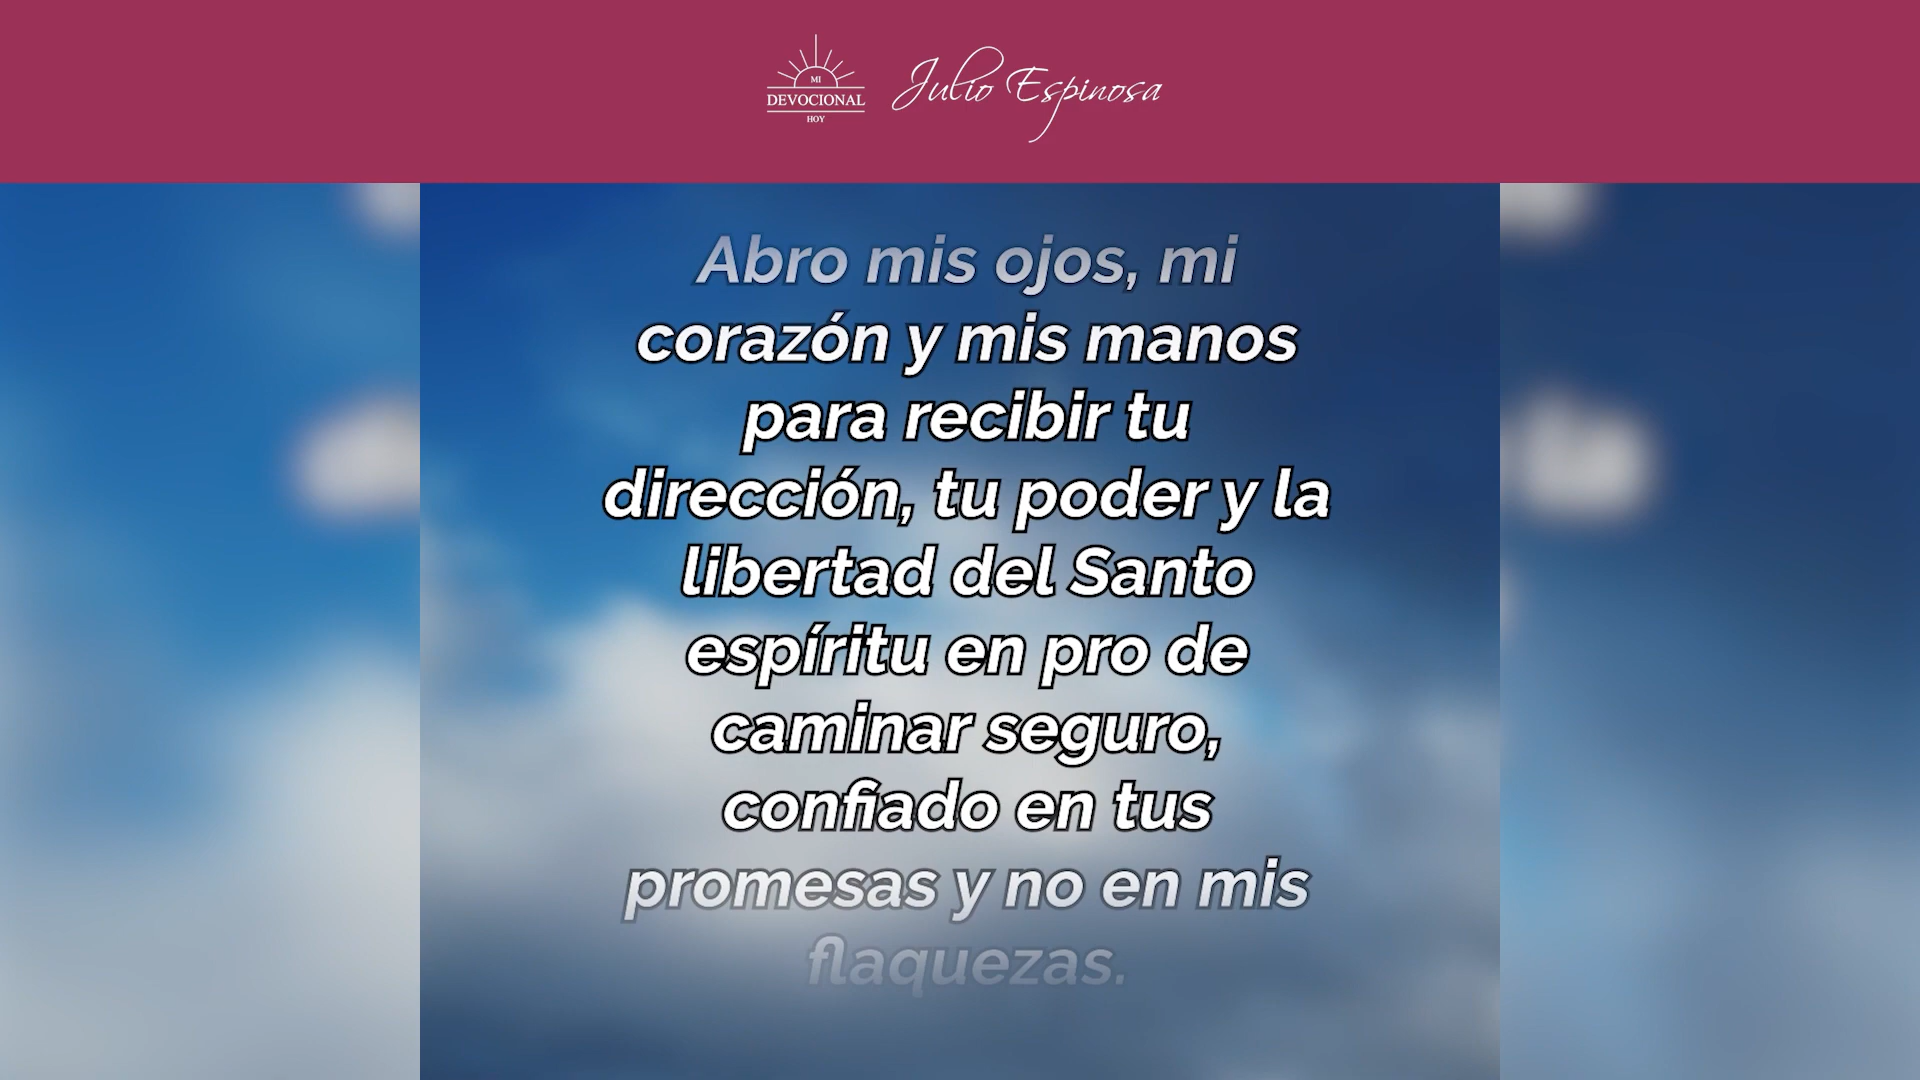 MI
DEVOCIONAL
HOY
Julio Espinosa
Abro mis ojos, mi
corazón y mis manos
para recibir tu
dirección, tu poder y la
libertad del Santo
espíritu en pro de
caminar seguro,
confiado en tus
promesas y no en mis
flaquezas.